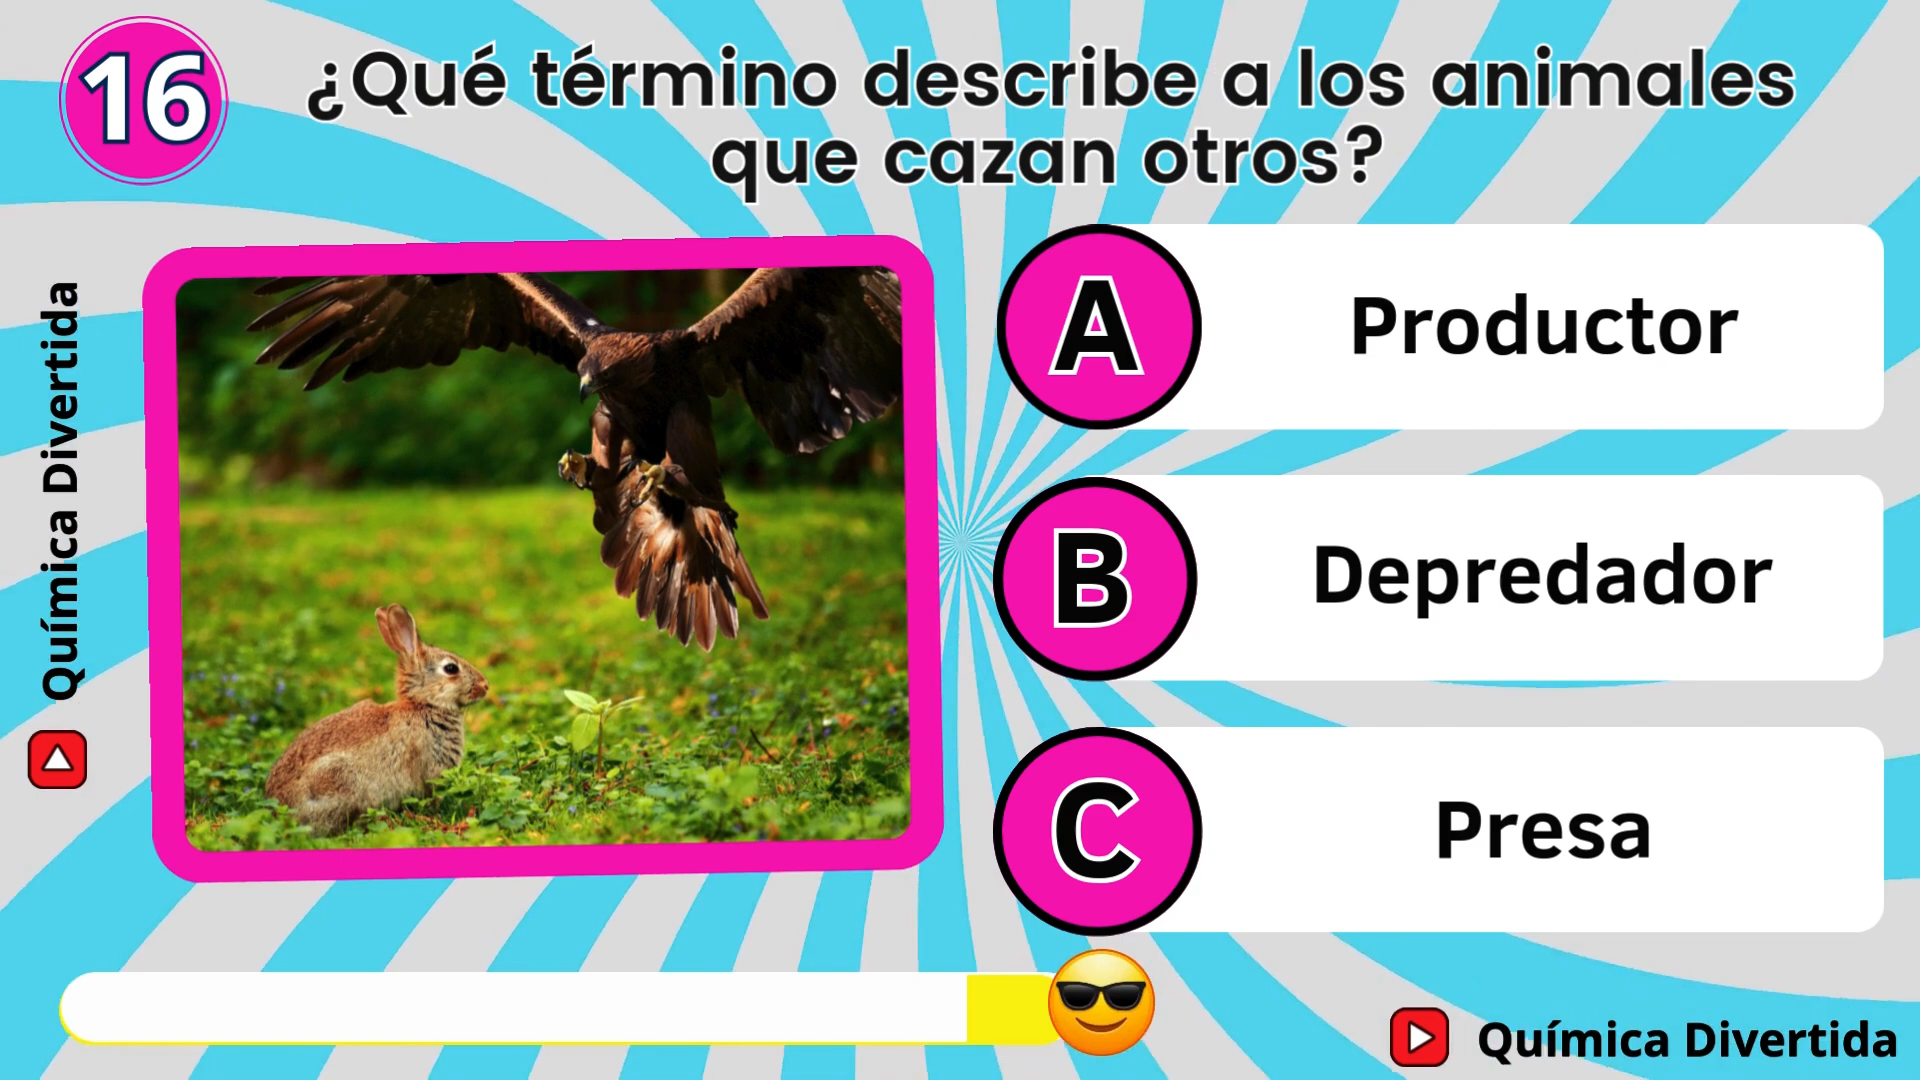 16
¿Qué término describe a los animales
que cazan otros?
A
Productor
B
Depredador
C
Presa
Química Divertida
Química Divertida